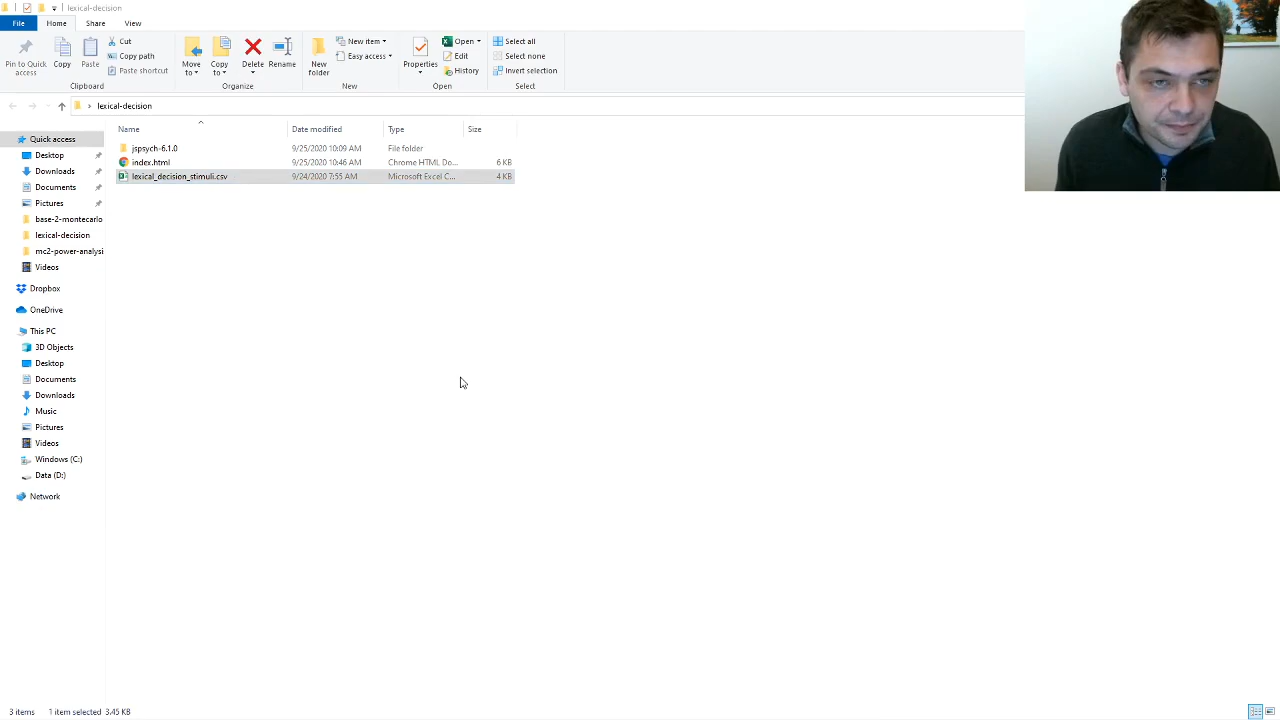 lexical-decision
File Home Share View
Pin to Quick access
Copy
Paste
Cut
Copy path
Paste shortcut
Clipboard
Move to
Copy to
Delete
Rename
Organize
New folder
New item
Easy access
New
Properties
Open
Edit
History
Open
Select all
Select none
Invert selection
Select
lexical-decision
Name Date modified Type Size
jspsych-6.1.0 9/25/2020 10:09 AM File folder
index.html 9/25/2020 10:46 AM Chrome HTML Do... 6 KB
lexical_decision_stimuli.csv 9/24/2020 7:55 AM Microsoft Excel C... 4 KB
Quick access
Desktop
Downloads
Documents
Pictures
base-2-montecarlo
lexical-decision
mc2-power-analysi
Videos
Dropbox
OneDrive
This PC
3D Objects
Desktop
Documents
Downloads
Music
Pictures
Videos
Windows (C:)
Data (D:)
Network
3 items 1 item selected 3.45 KB